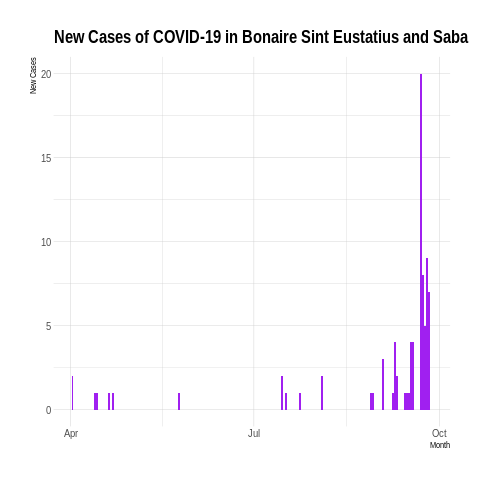 New Cases of COVID-19 in Bonaire Sint Eustatius and Saba
New Cases
20
15
10
5
0
Apr
Jul
Oct
Month